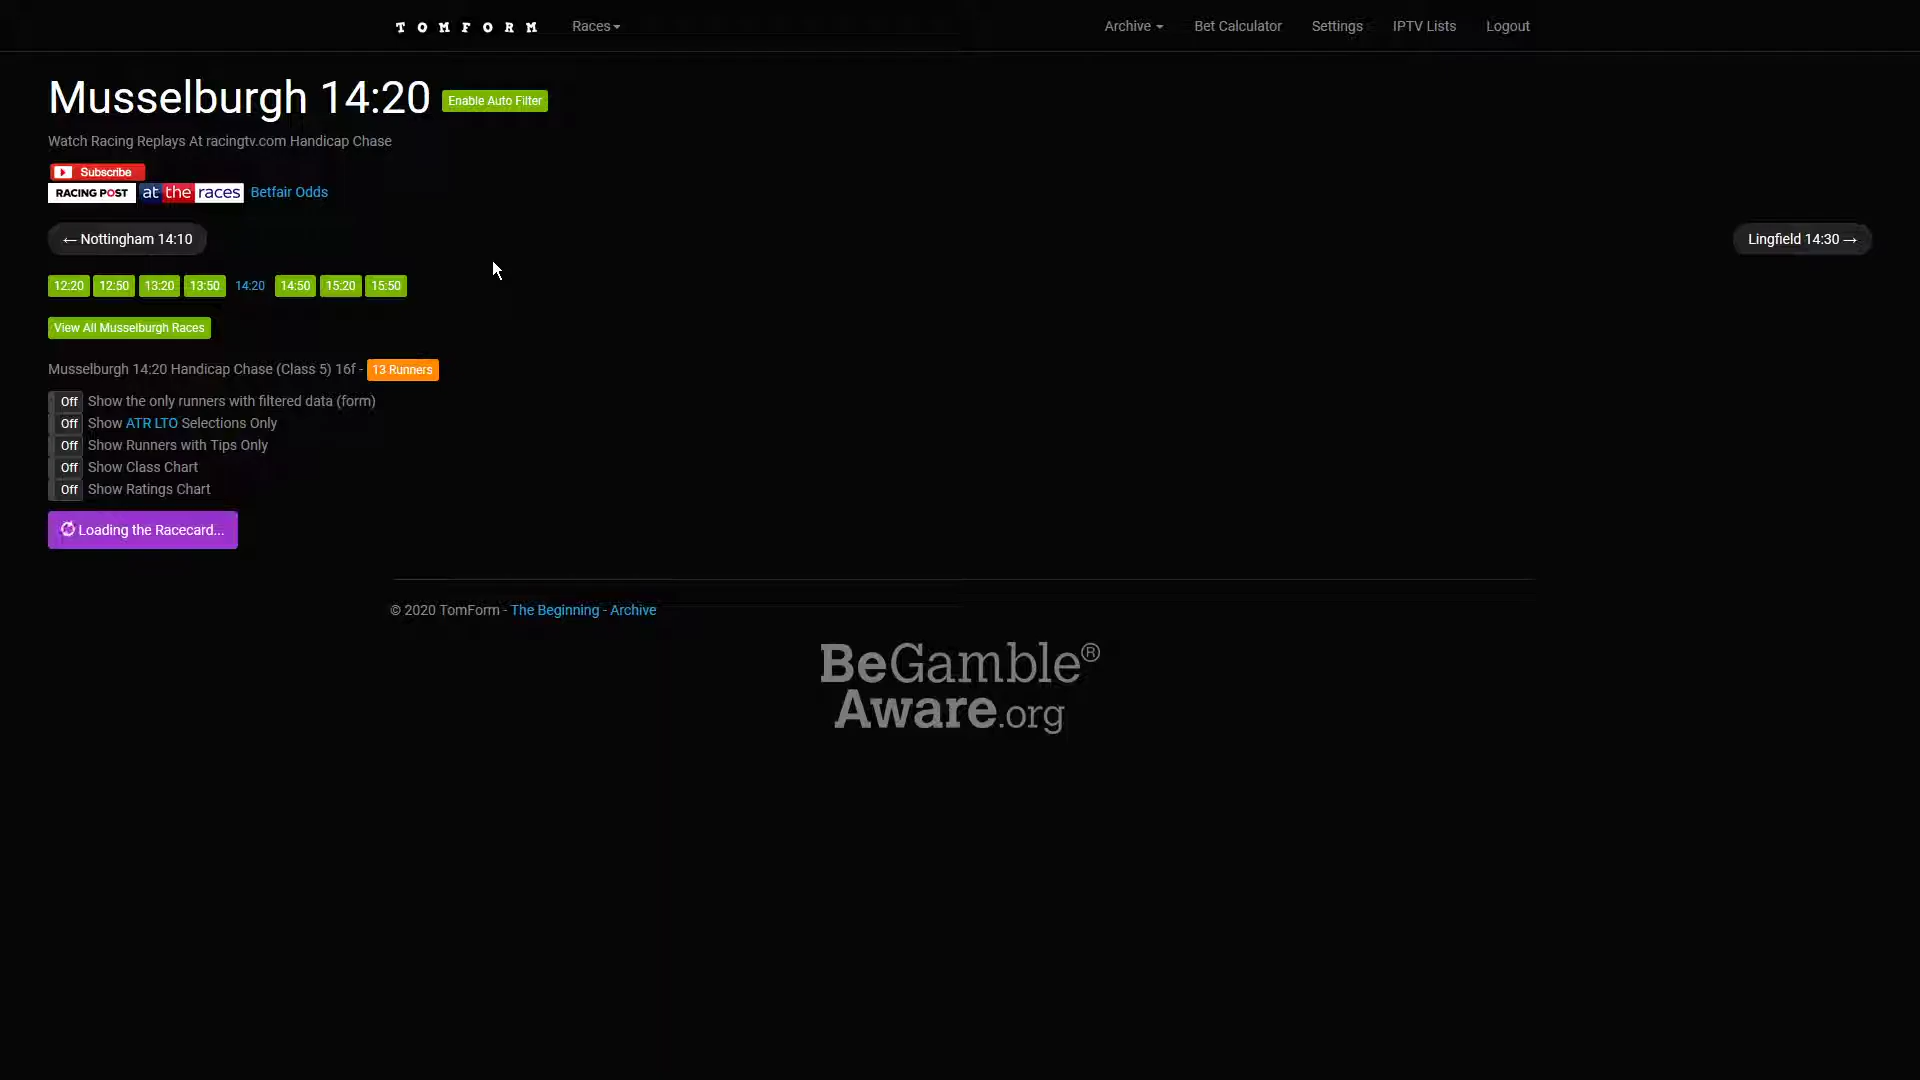 TOMFORM Races Archive Bet Calculator Settings IPTV Lists Logout
Musselburgh 14:20 Enable Auto Filter
Watch Racing Replays At racingtv.com Handicap Chase
Subscribe
RACING POST at the races Betfair Odds
← Nottingham 14:10 Lingfield 14:30 →
12:20 12:50 13:20 13:50 14:20 14:50 15:20 15:50
View All Musselburgh Races
Musselburgh 14:20 Handicap Chase (Class 5) 16f - 13 Runners
Off Show the only runners with filtered data (form)
Off Show ATR LTO Selections Only
Off Show Runners with Tips Only
Off Show Class Chart
Off Show Ratings Chart
Loading the Racecard...
© 2020 TomForm - The Beginning - Archive
BeGamble®
Aware.org